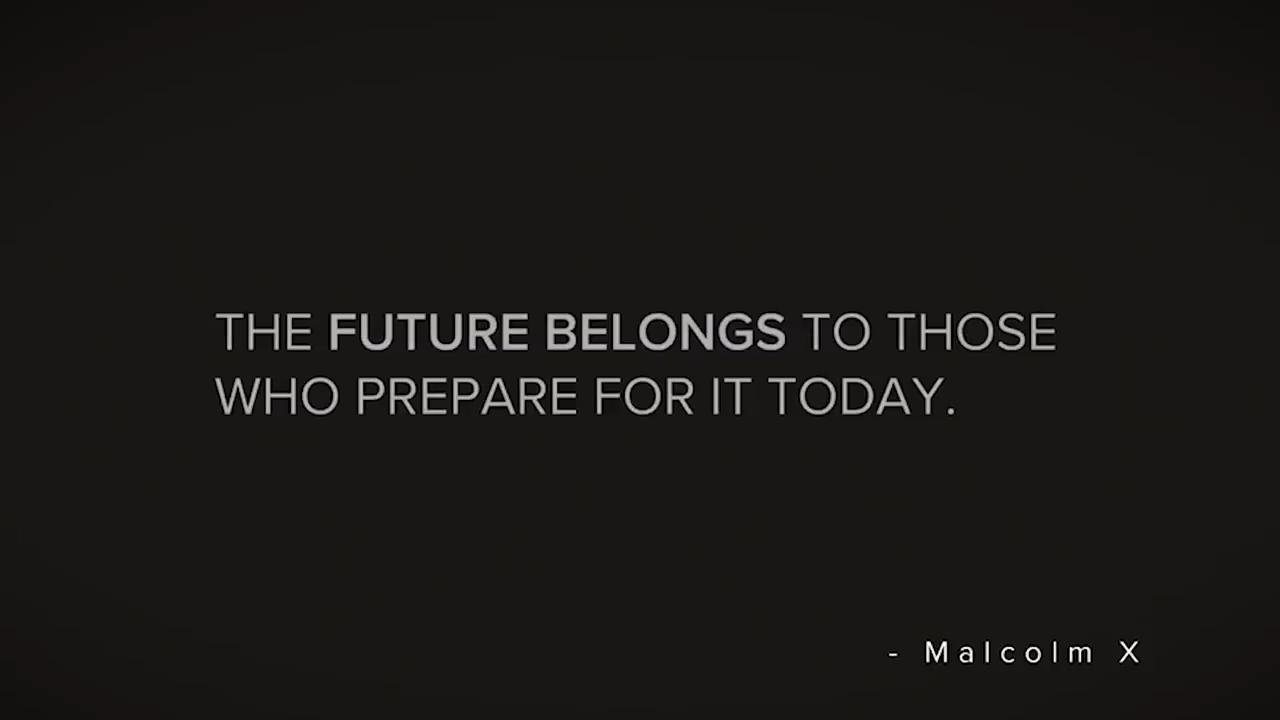 THE FUTURE BELONGS TO THOSE
WHO PREPARE FOR IT TODAY.
- Malcolm X